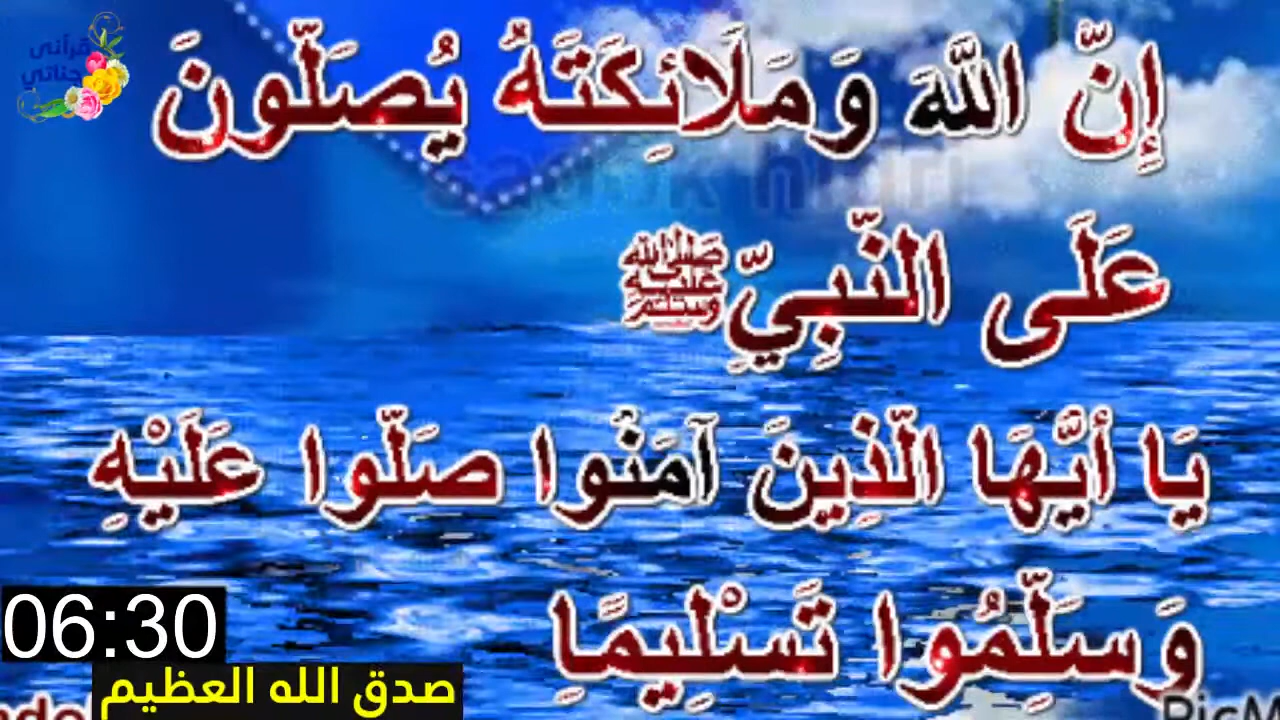 قرآني
جناتي
إِنَّ اللَّهَ وَمَلَائِكَتَهُ يُصَلّونَ
عَلَى النَّبِيِّ ﷺ
يَا أَيَّهَا الّذِينَ آمَنُوا صَلّوا عَلَيْهِ
وَسَلِّمُوا تَسْلِيمًا
06:30
صدق الله العظيم
PicM